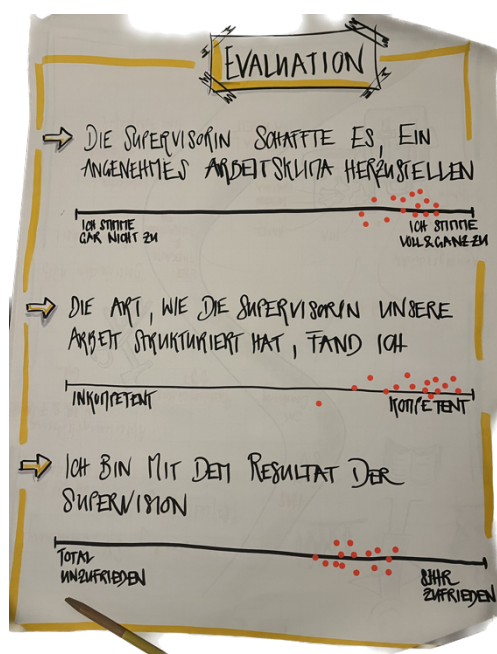 EVALUATION
DIE SUPERVISORIN SCHAFFTE ES, EIN
ANGENEHMES ARBEITSKLIMA HERZUSTELLEN
ICH STIMME
GAR NICHT ZU
ICH STIMME
VOLL & GANZ ZU
DIE ART, WIE DIE SUPERVISORIN UNSERE
ARBEIT STRUKTURIERT HAT, FAND ICH
INKOMPETENT
KOMPETENT
ICH BIN MIT DEM RESULTAT DER
SUPERVISION
TOTAL
UNZUFRIEDEN
SEHR
ZUFRIEDEN